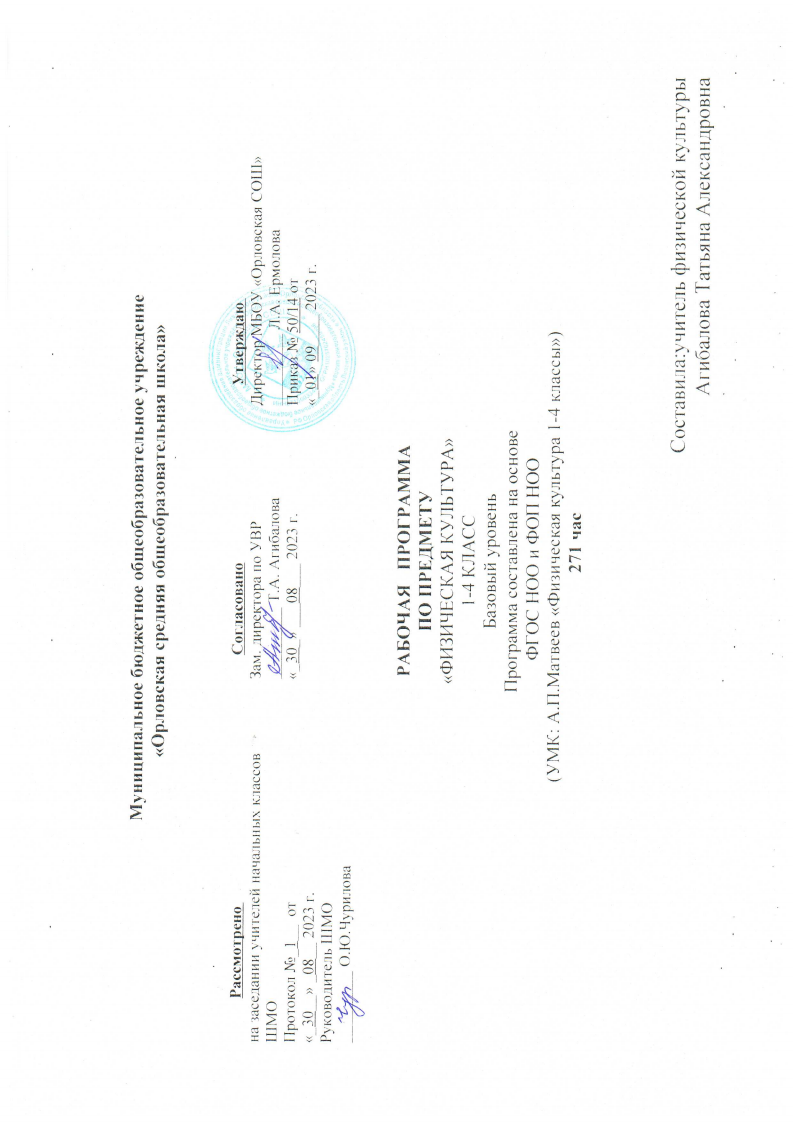 Муниципальное бюджетное общеобразовательное учреждение
«Орловская средняя общеобразовательная школа»
Рассмотрено
на заседании учителей начальных классов
ШМО
Протокол № 1 от
« 30 » 08 2023 г.
Руководитель ШМО
О.Ю.Чурилова
Согласовано
Зам. директора по УВР
Т.А. Агибалова
« 30 » 08 2023 г.
Утверждаю
Директор МБОУ «Орловская СОШ»
Л.А. Ермолова
Приказ № 50/14 от
« 01» 09 2023 г.
РАБОЧАЯ ПРОГРАММА
ПО ПРЕДМЕТУ
«ФИЗИЧЕСКАЯ КУЛЬТУРА»
1-4 КЛАСС
Базовый уровень
Программа составлена на основе
ФГОС НОО и ФОП НОО
(УМК: А.П.Матвеев «Физическая культура 1-4 классы»)
271 час
Составила:учитель физической культуры
Агибалова Татьяна Александровна